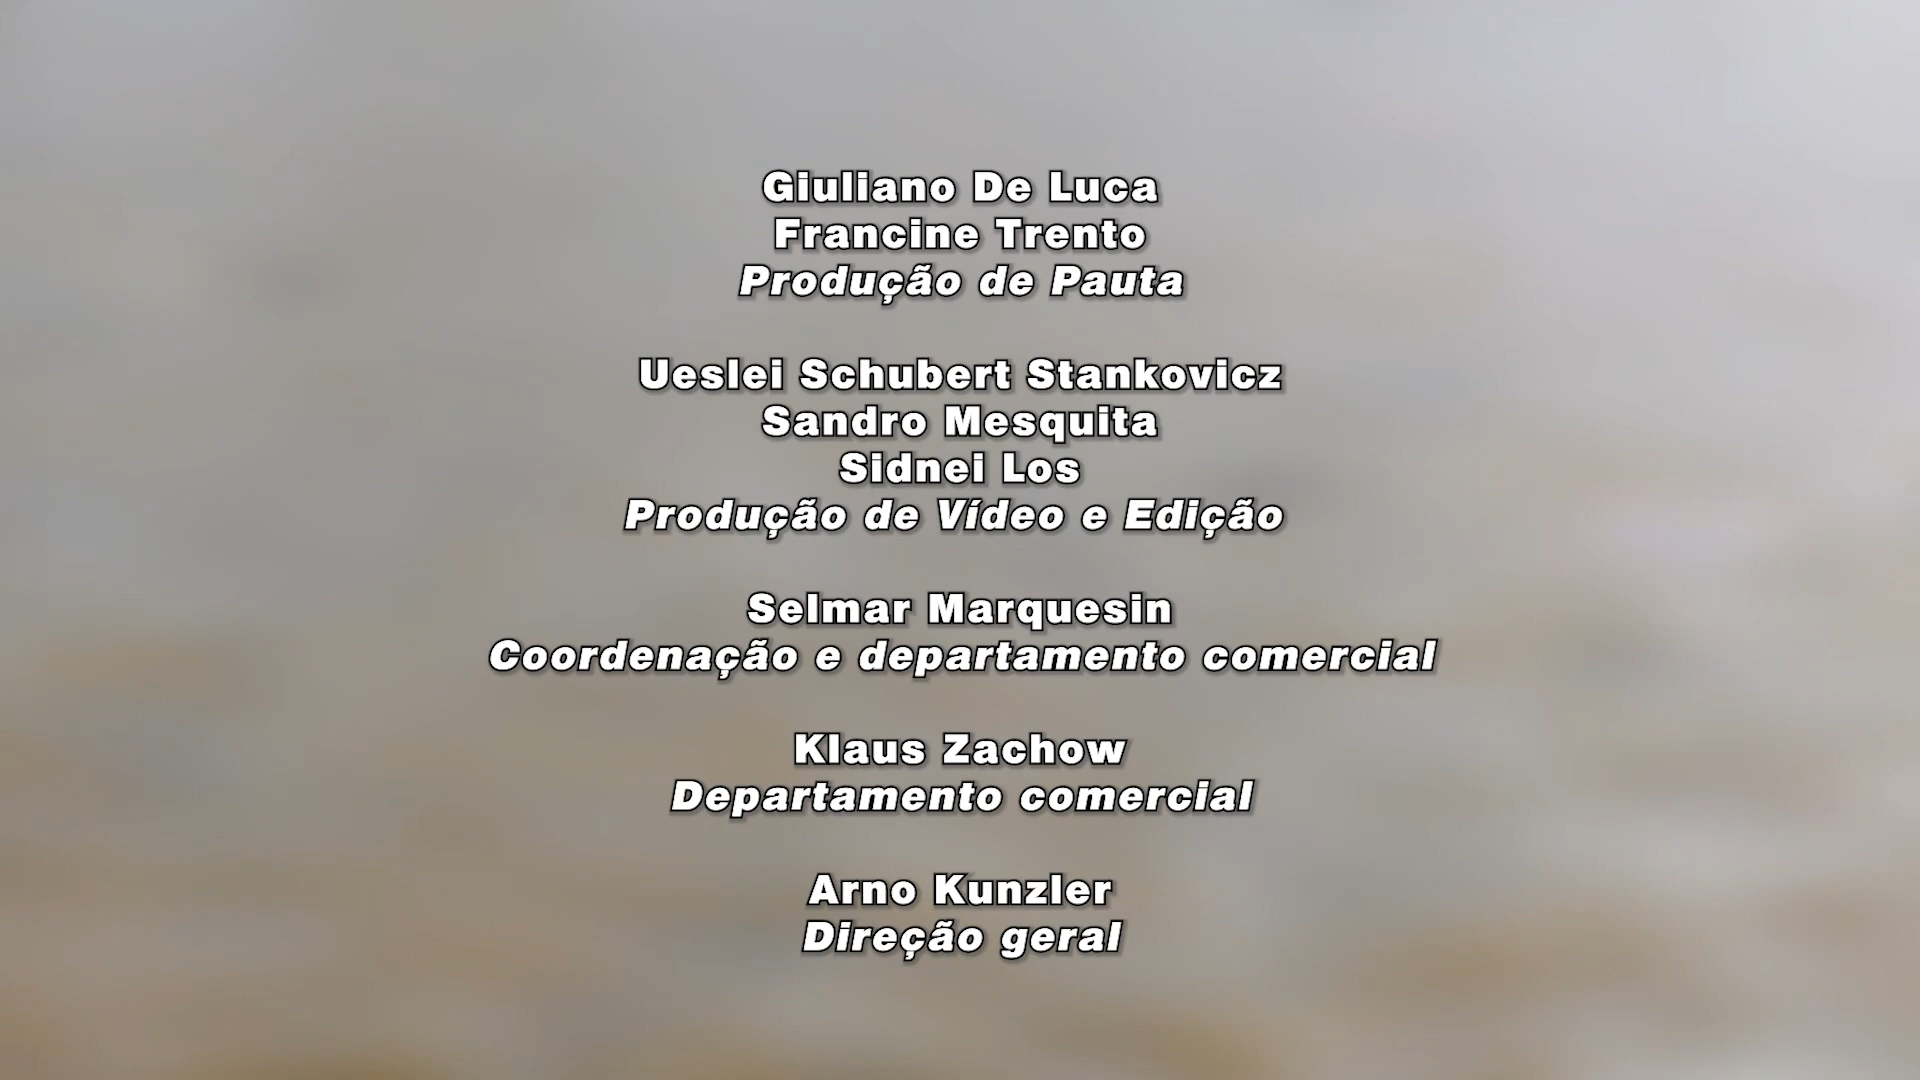 Giuliano De Luca
Francine Trento
Produção de Pauta
Ueslei Schubert Stankovicz
Sandro Mesquita
Sidnei Los
Produção de Vídeo e Edição
Selmar Marquesin
Coordenação e departamento comercial
Klaus Zachow
Departamento comercial
Arno Kunzler
Direção geral